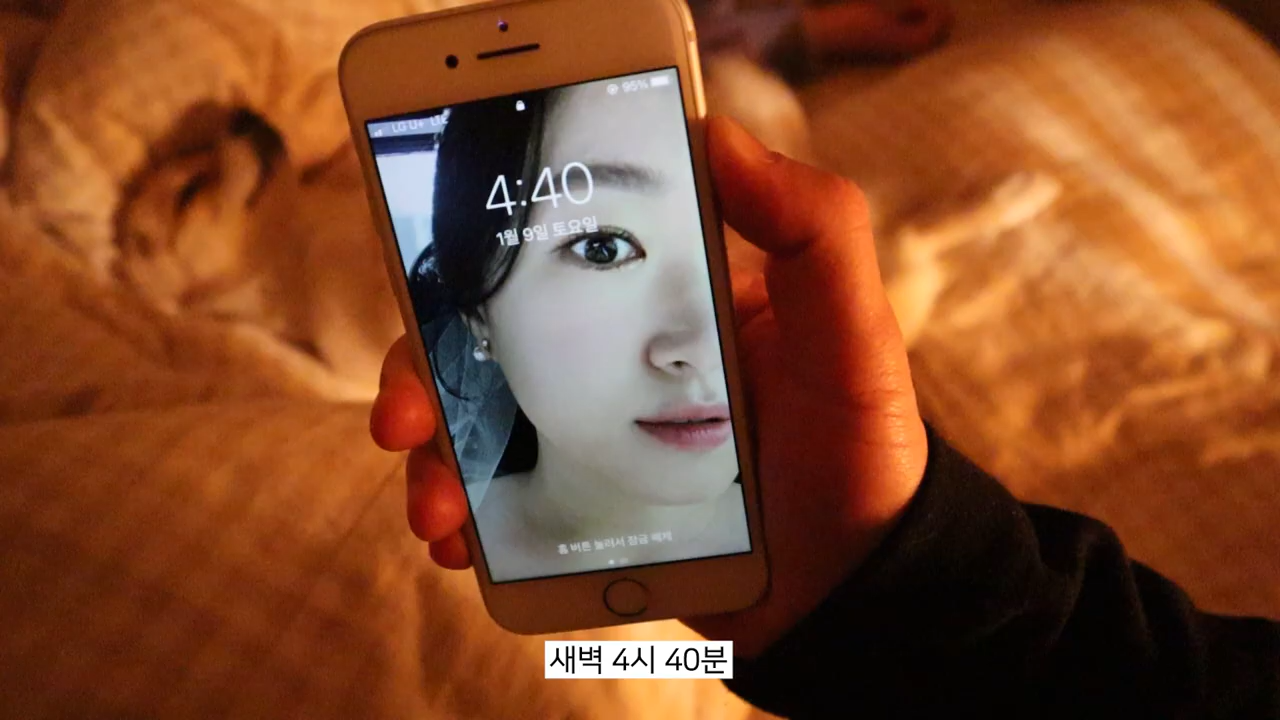 LG U+ LTE
95%
4:40
1월 9일 토요일
홈 버튼 눌러서 잠금 해제
새벽 4시 40분